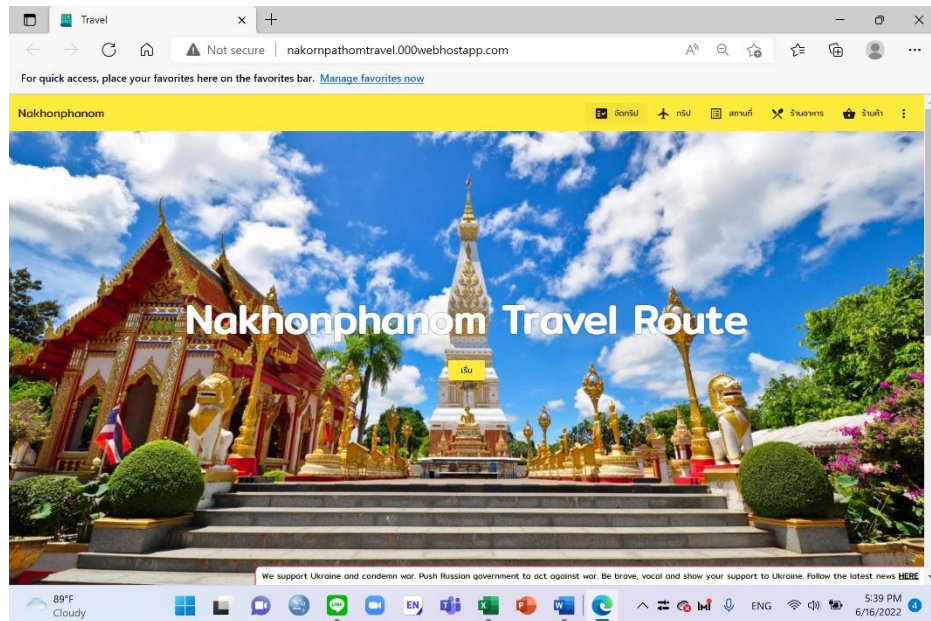 Travel
Not secure
nakornpathomtravel.000webhostapp.com
For quick access, place your favorites here on the favorites bar. Manage favorites now
Nakhonphanom
จัดทริป
ทริป
สถานที่
ร้านอาหาร
ร้านค้า
Nakhonphanom Travel Route
เริ่ม
We support Ukraine and condemn war. Push Russian government to act against war. Be brave, vocal and show your support to Ukraine. Follow the latest news HERE
89°F
Cloudy
LINE
EN
ENG
5:39 PM
6/16/2022
4